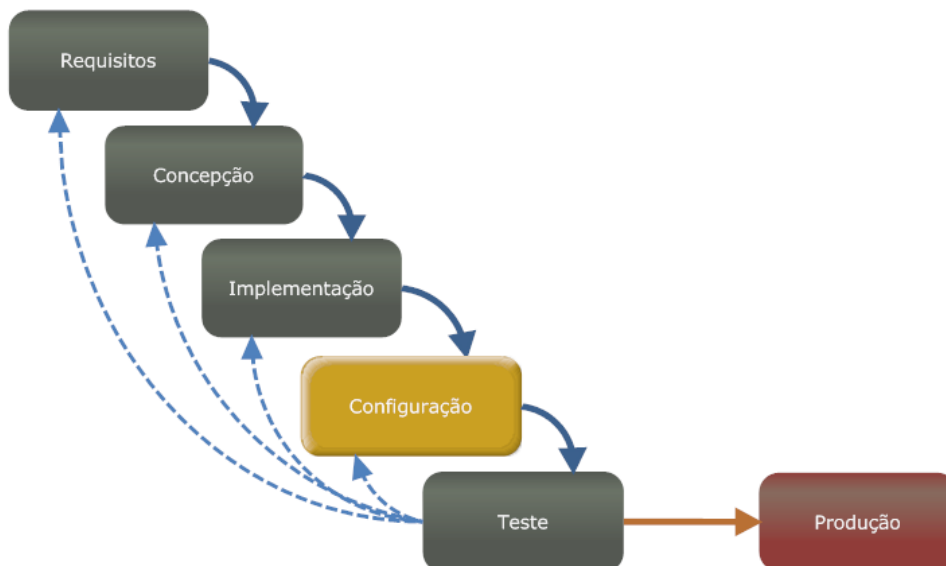 Requisitos
Concepção
Implementação
Configuração
Teste
Produção